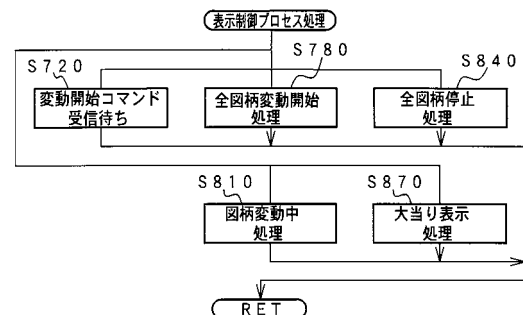 表示制御プロセス処理
S720
S780
S840
変動開始コマンド
受信待ち
全図柄変動開始
処理
全図柄停止
処理
S810
S870
図柄変動中
処理
大当り表示
処理
RET